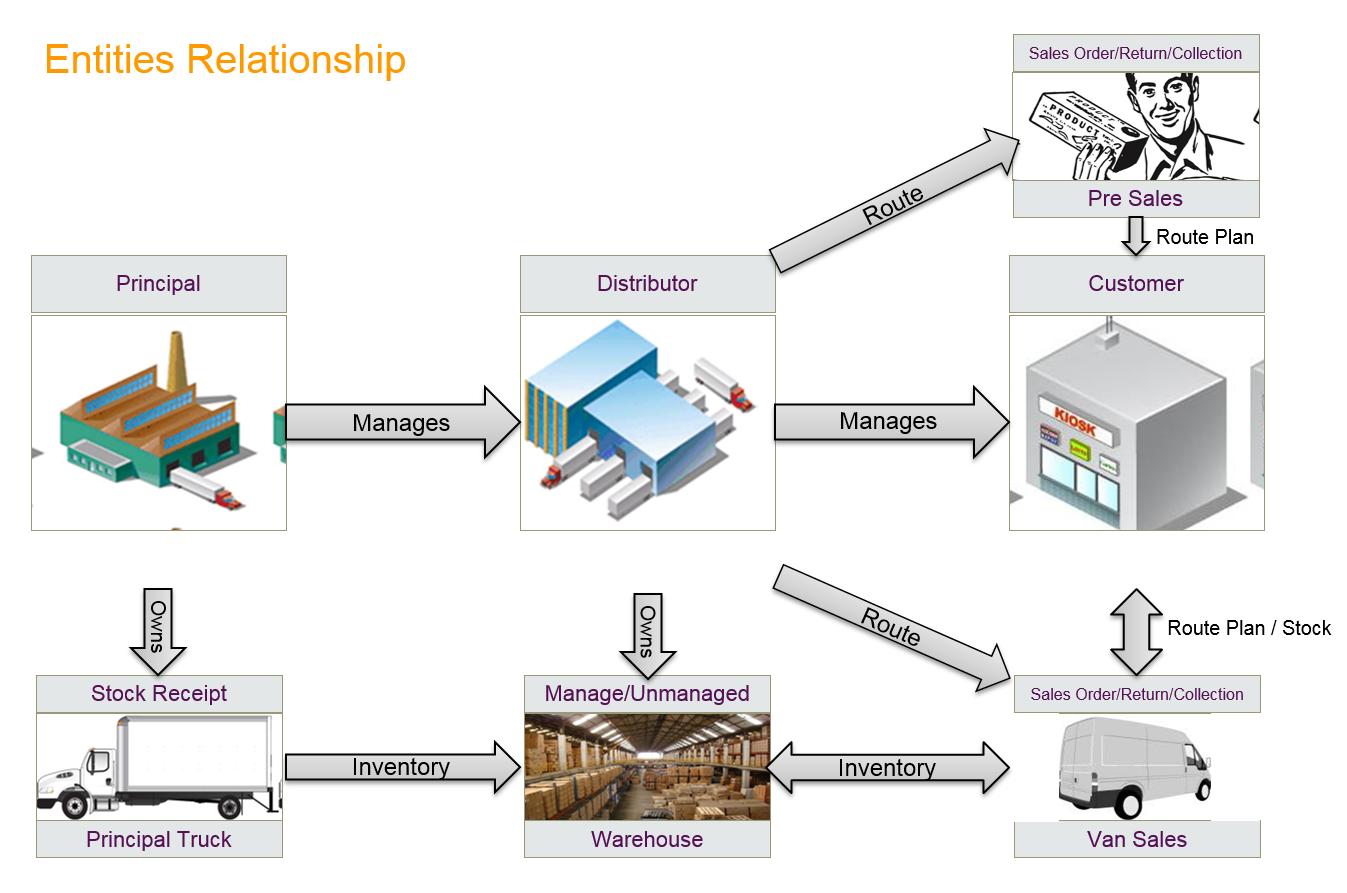 Entities Relationship
Sales Order/Return/Collection
PRODUCT
PRODUCT
Pre Sales
Route
Route Plan
Principal
Distributor
Customer
KIOSK
Manages
Manages
Owns
Owns
Route
Route Plan / Stock
Stock Receipt
Manage/Unmanaged
Sales Order/Return/Collection
Inventory
Inventory
Principal Truck
Warehouse
Van Sales